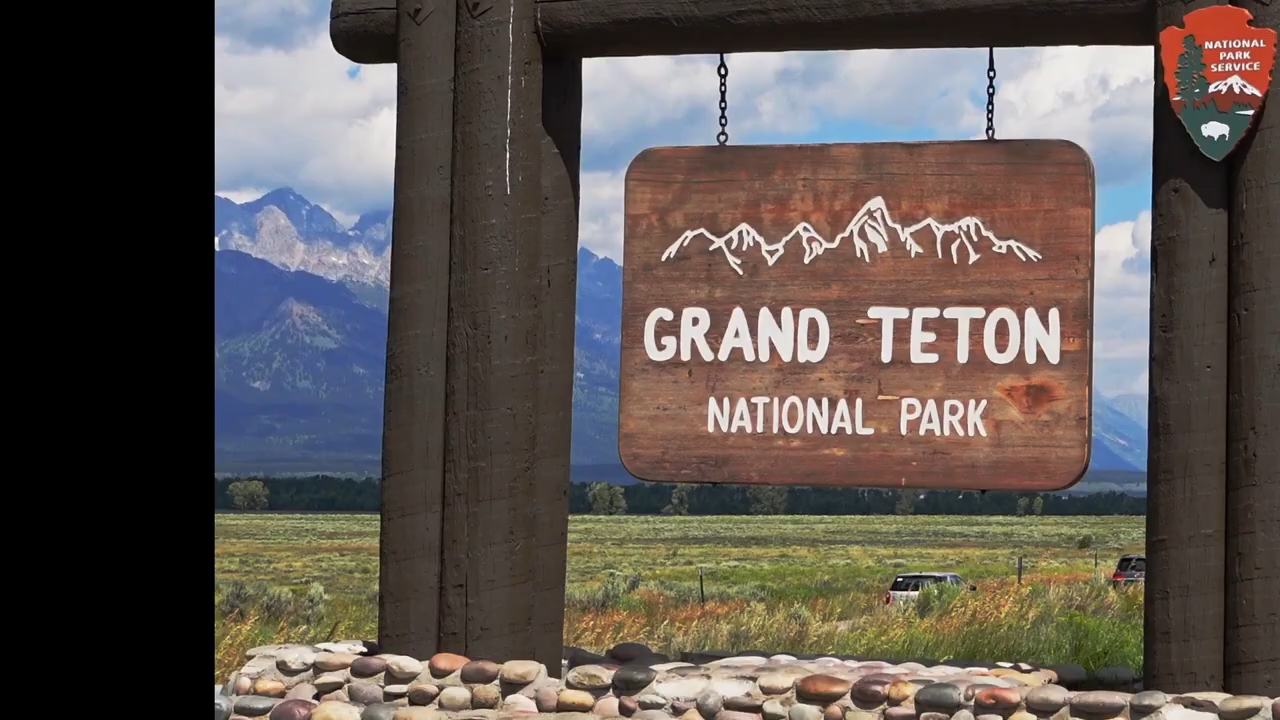 NATIONAL
PARK
SERVICE
GRAND TETON
NATIONAL PARK